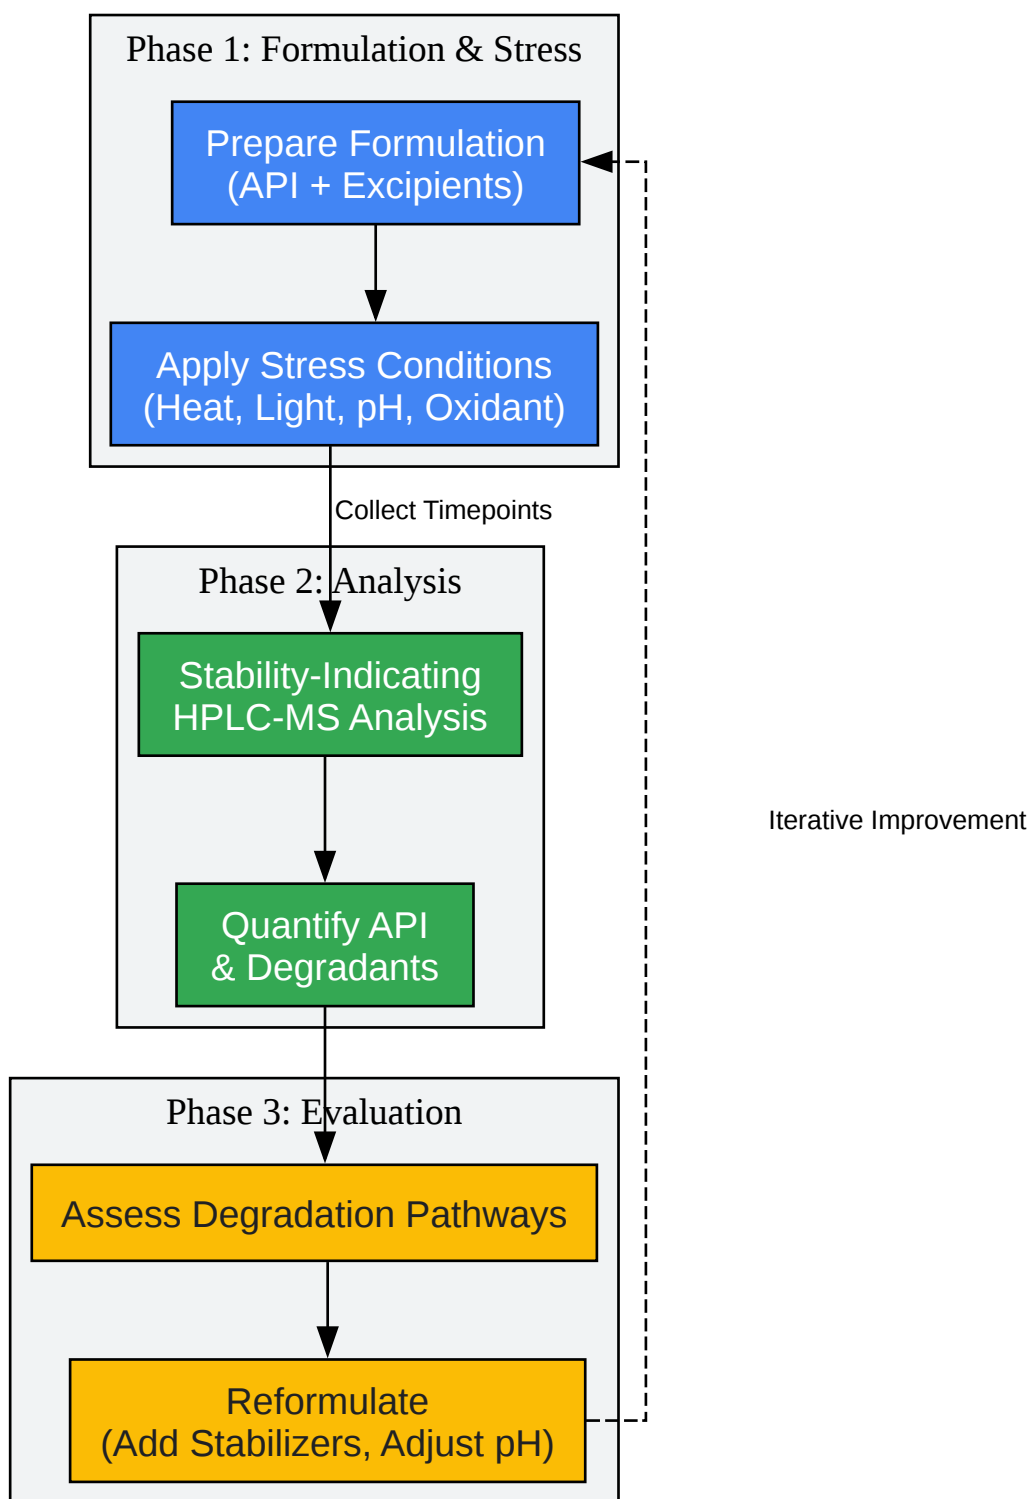 Phase 1: Formulation & Stress
Prepare Formulation
(API + Excipients)
Apply Stress Conditions
(Heat, Light, pH, Oxidant)
Collect Timepoints
Phase 2: Analysis
Stability-Indicating
HPLC-MS Analysis
Iterative Improvement
Quantify API
& Degradants
Phase 3: Evaluation
Assess Degradation Pathways
Reformulate
(Add Stabilizers, Adjust pH)